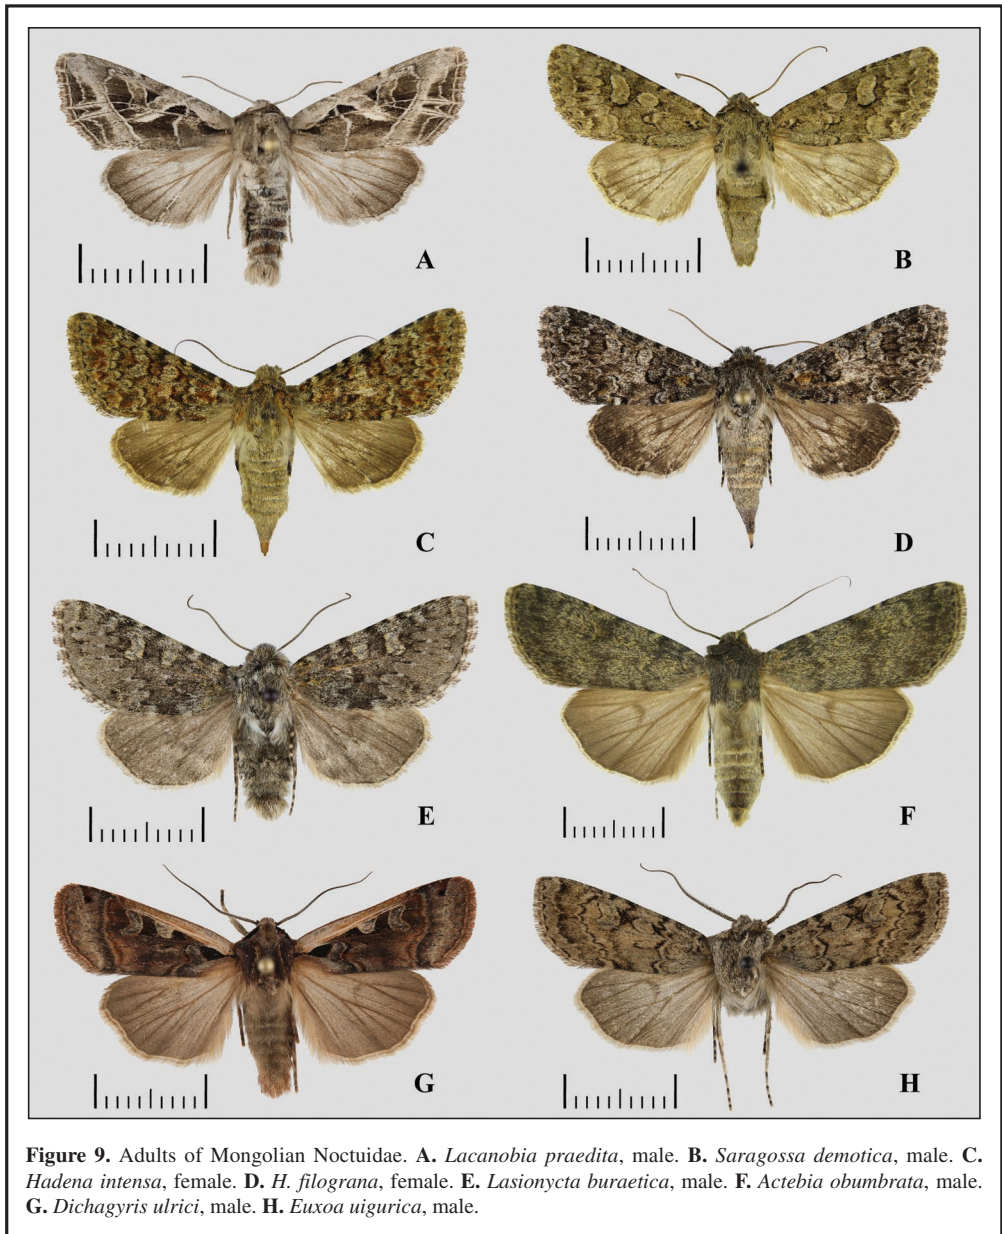 A
B
C
D
E
F
G
H
Figure 9. Adults of Mongolian Noctuidae. A. Lacanobia praedita, male. B. Saragossa demotica, male. C.
Hadena intensa, female. D. H. filograna, female. E. Lasionycta buraetica, male. F. Actebia obumbrata, male.
G. Dichagyris ulrici, male. H. Euxoa uigurica, male.